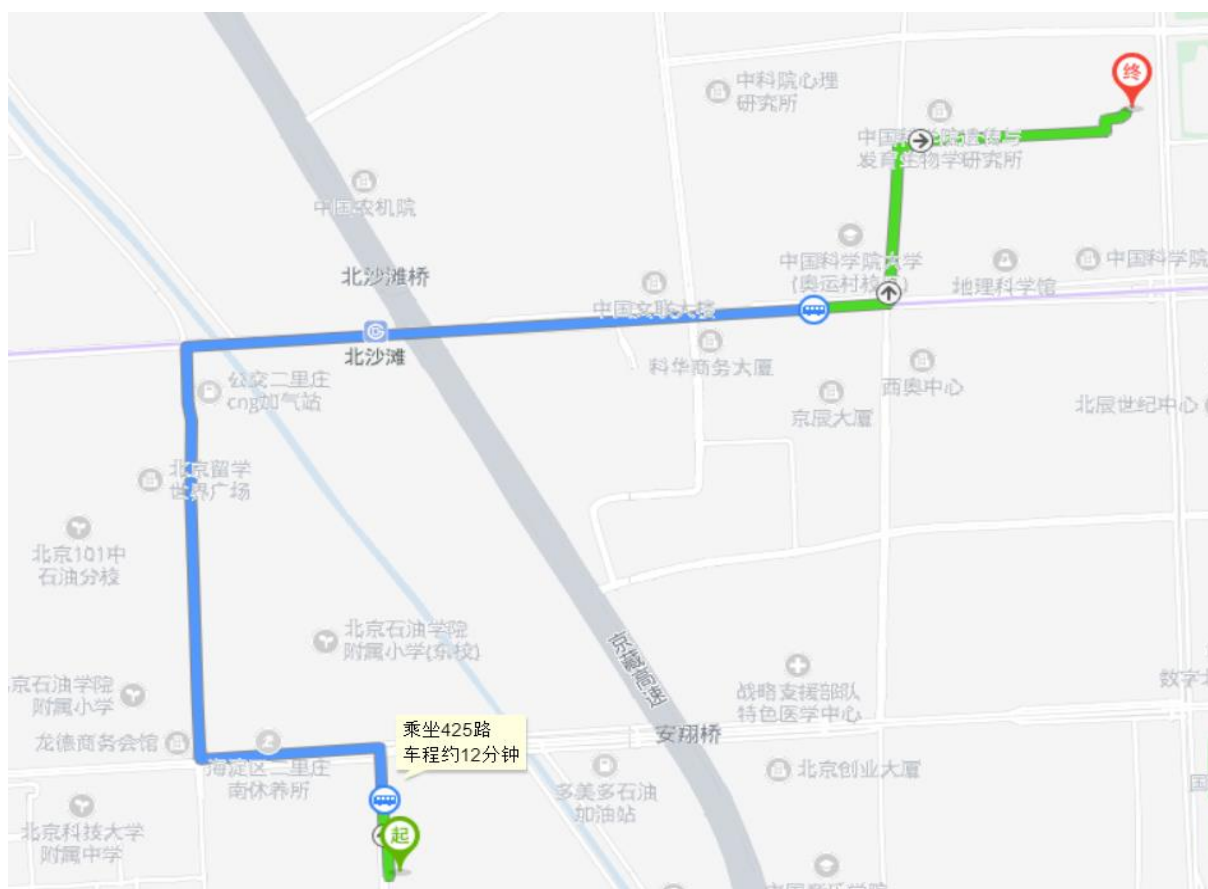 中科院心理
研究所
终
中国科学院遗传与
发育生物学研究所
中国农机院
北沙滩桥
中国科学院大学
(奥运村校区)
地理科学馆
中国科学院
中国文联大楼
北沙滩
科华商务大厦
西奥中心
公交二里庄
cng加气站
京辰大厦
北辰世纪中心
北京留学
世界广场
北京101中
石油分校
北京石油学院
附属小学(东校)
京藏高速
战略支援部队
特色医学中心
数字北
京石油学院
附属小学
乘坐425路
车程约12分钟
龙德商务会馆
安翔桥
海淀区二里庄
南休养所
多美多石油
加油站
北京创业大厦
国
北京科技大学
附属中学
起
中国音乐学院